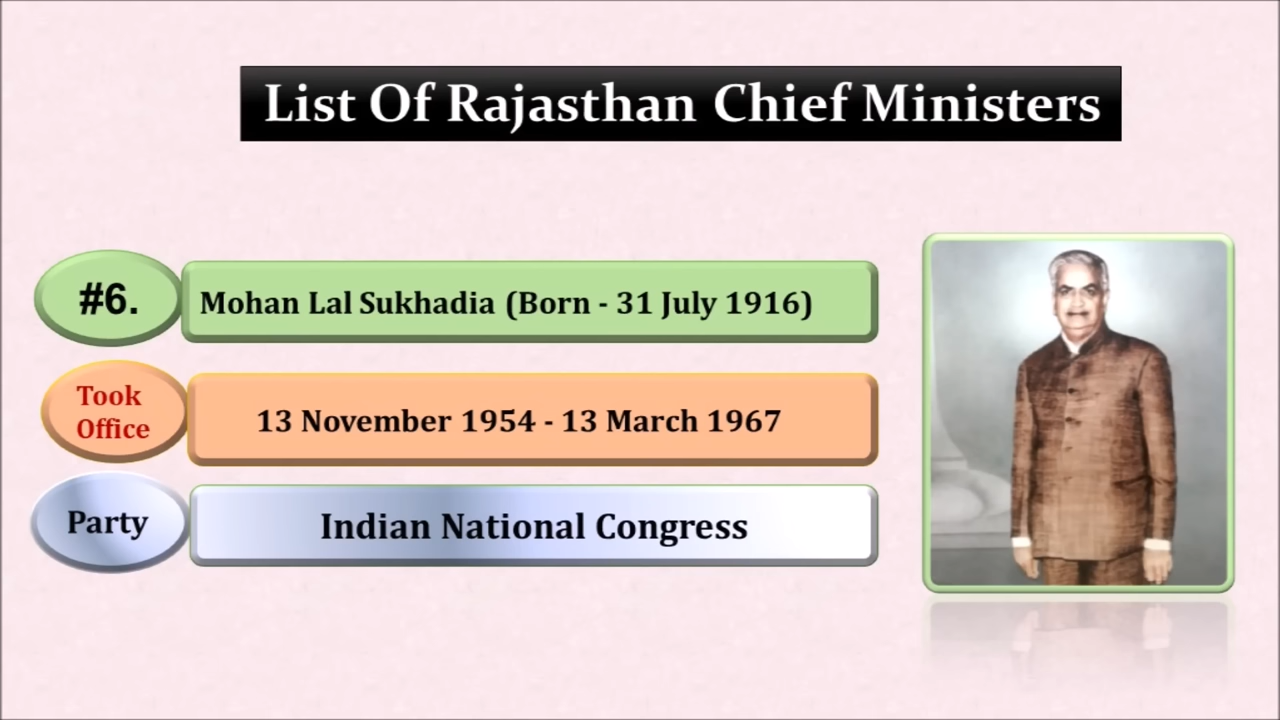 List Of Rajasthan Chief Ministers
#6.
Mohan Lal Sukhadia (Born - 31 July 1916)
Took
Office
13 November 1954 - 13 March 1967
Party
Indian National Congress